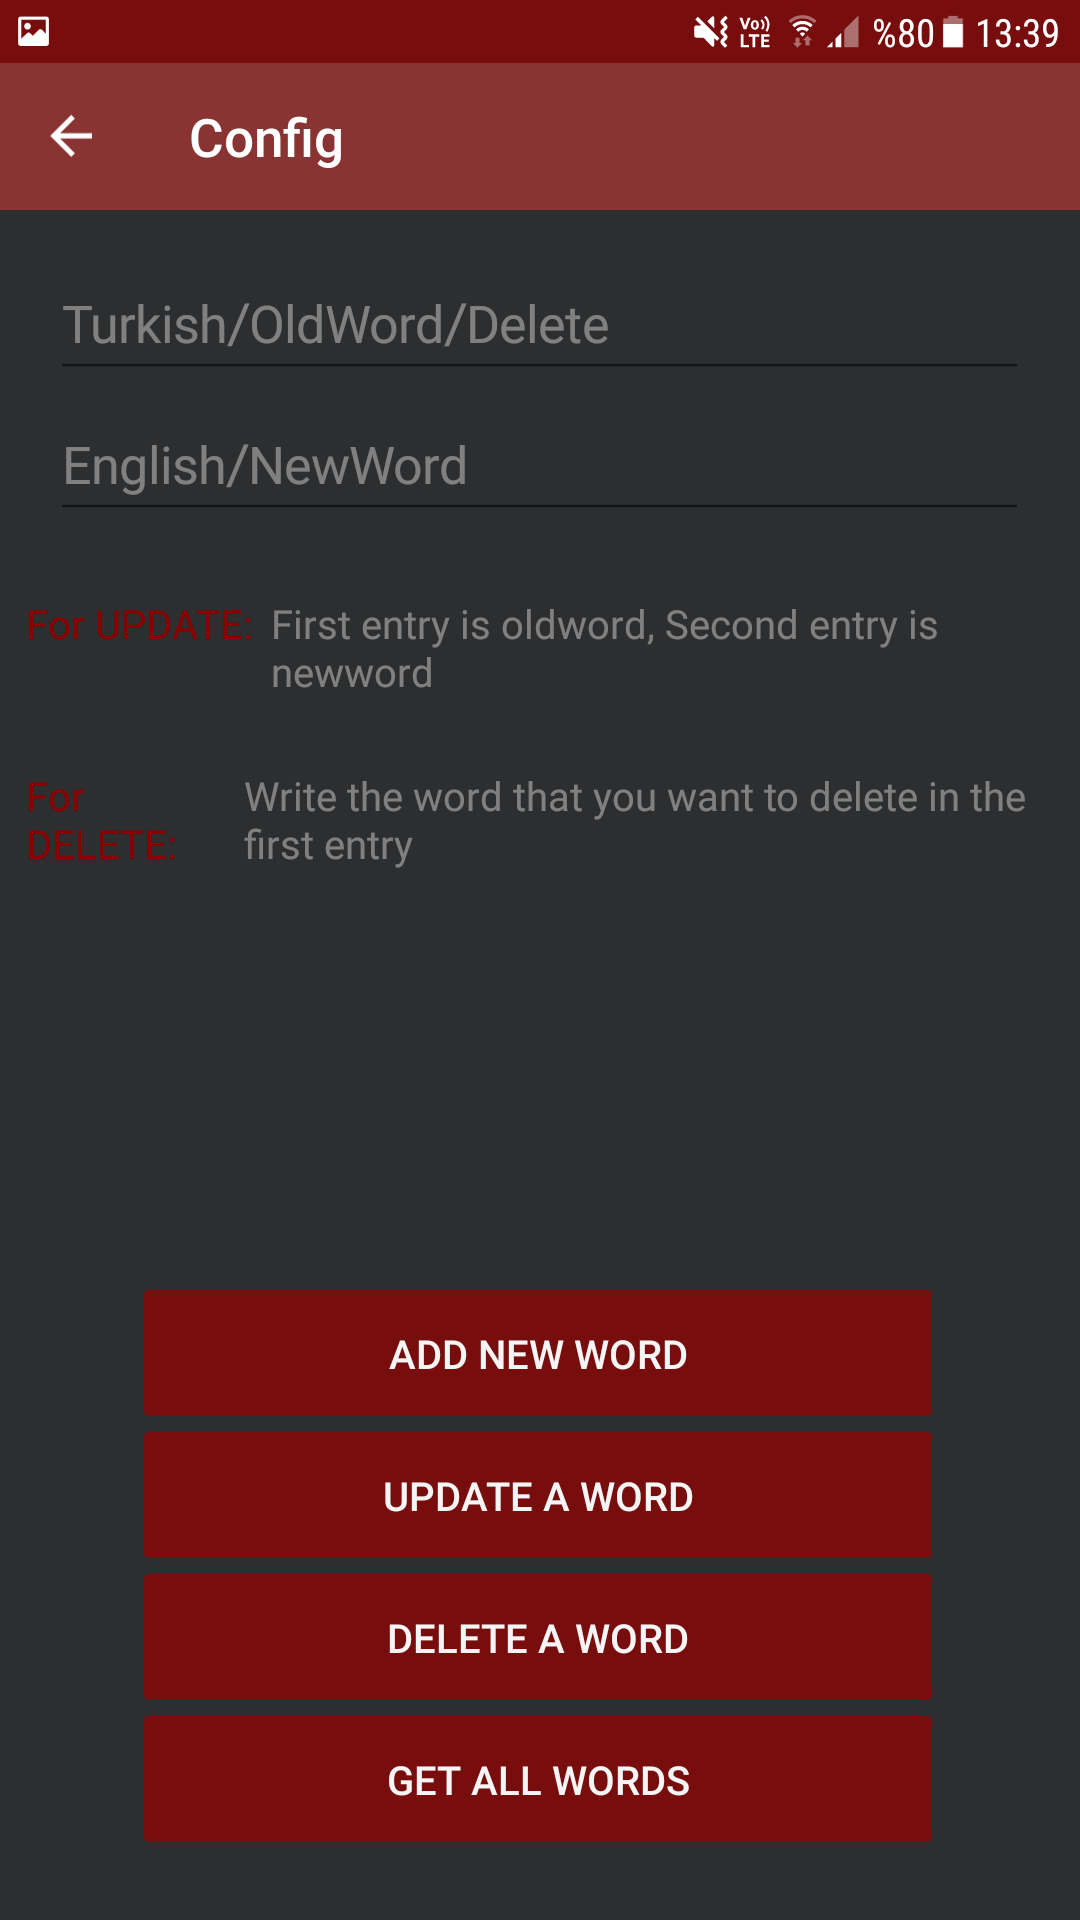 Vo)) LTE %80 13:39
Config
Turkish/OldWord/Delete
English/NewWord
For UPDATE: First entry is oldword, Second entry is
newword
For Write the word that you want to delete in the
DELETE: first entry
ADD NEW WORD
UPDATE A WORD
DELETE A WORD
GET ALL WORDS